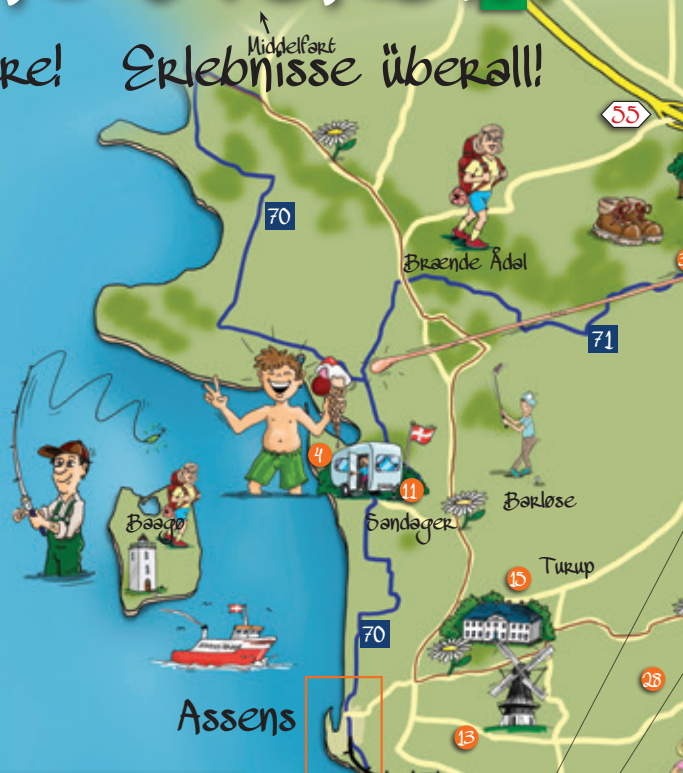 Middelfart
re! Erlebnisse überall!
55
70
Brænde Ådal
71
4
11
Barløse
Baagø
Sandager
15
Turup
70
28
Assens
13